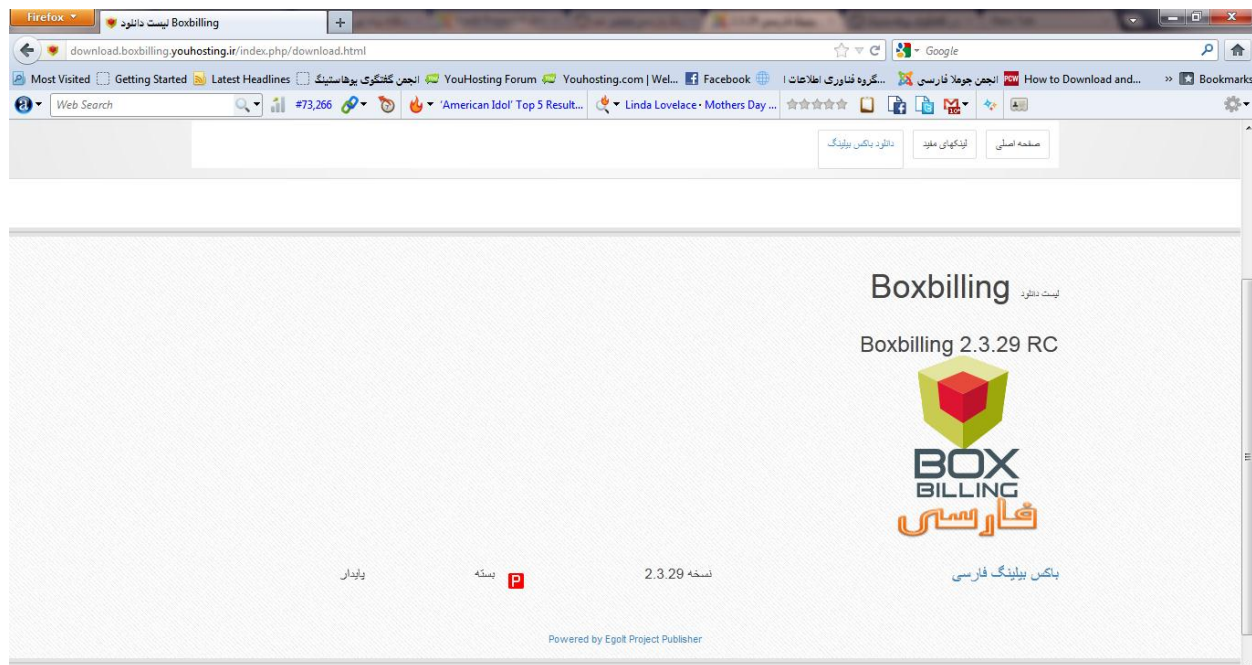 Firefox
Boxbilling لیست دانلود
download.boxbilling.youhosting.ir/index.php/download.html
Google
Most Visited
Getting Started
Latest Headlines
انجمن گفتگوی یوهاستینگ
YouHosting Forum
Youhosting.com | Wel...
Facebook
گروه فناوری اطلاعات ا...
انجمن جوملا فارسی
How to Download and...
Bookmarks
Web Search
#73,266
'American Idol' Top 5 Result...
Linda Lovelace · Mothers Day ...
صفحه اصلی
لینکهای مفید
دانلود باکس بیلینگ
لیست دانلود Boxbilling
Boxbilling 2.3.29 RC
BOX
BILLING
فارسی
باکس بیلینگ فارسی
نسخه 2.3.29
P بسته
پایدار
Powered by Egolt Project Publisher